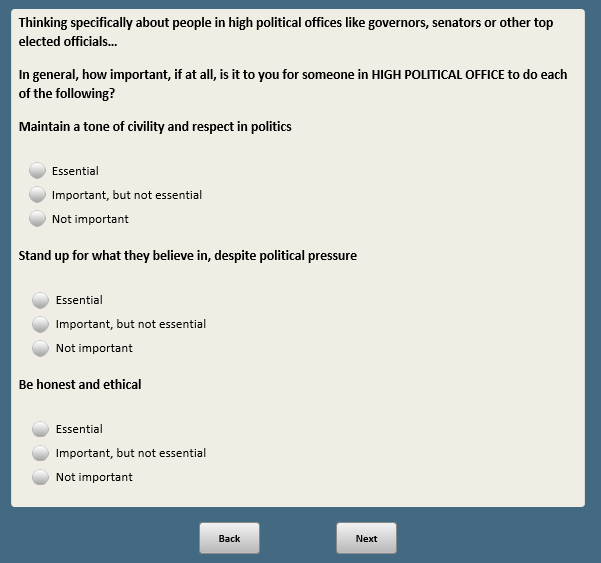 Thinking specifically about people in high political offices like governors, senators or other top
elected officials...
In general, how important, if at all, is it to you for someone in HIGH POLITICAL OFFICE to do each
of the following?
Maintain a tone of civility and respect in politics
Essential
Important, but not essential
Not important
Stand up for what they believe in, despite political pressure
Essential
Important, but not essential
Not important
Be honest and ethical
Essential
Important, but not essential
Not important
Back
Next